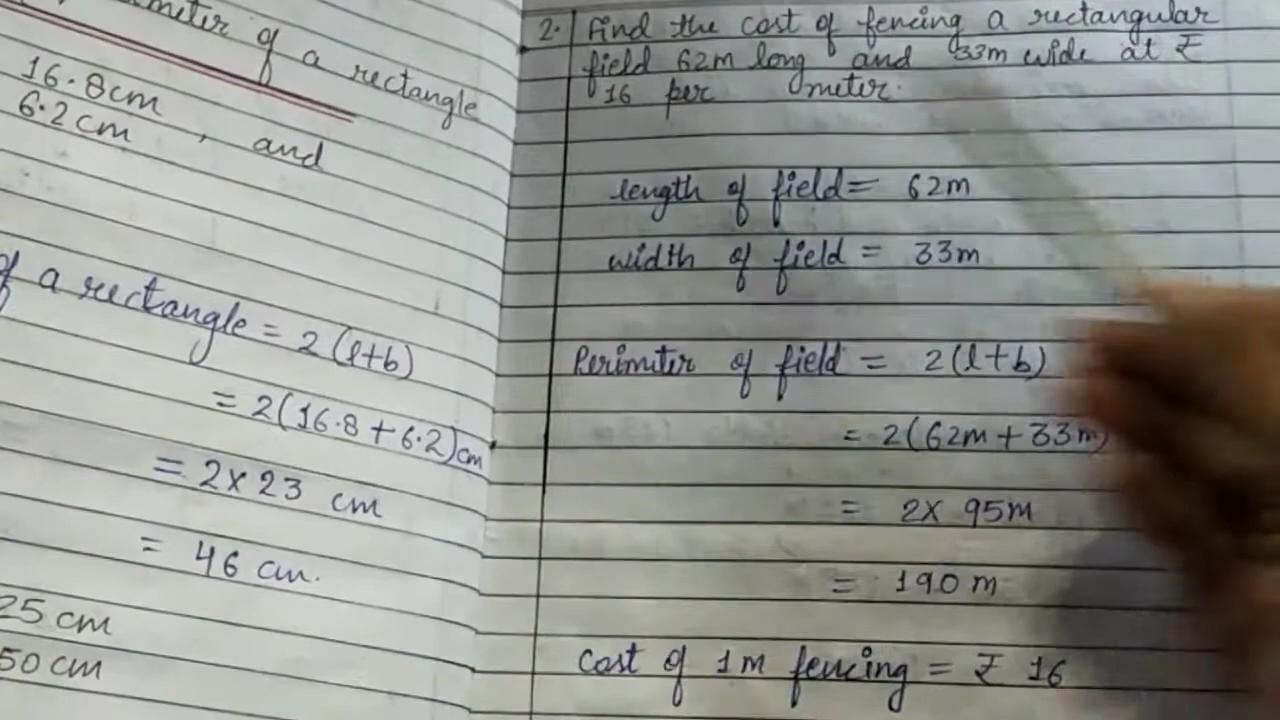 meter of a rectangle
16.8cm
6.2cm , and
of a rectangle = 2(l+b)
= 2(16.8+6.2)cm
= 2x23 cm
= 46 cm.
25 cm
50 cm
2. Find the cost of fencing a rectangular
field 62m long and 33m wide at ₹
16 per meter.
length of field = 62m
width of field = 33m
Perimiter of field = 2(l+b)
= 2(62m+33m)
= 2x 95m
= 190 m
Cost of 1m fencing = ₹ 16